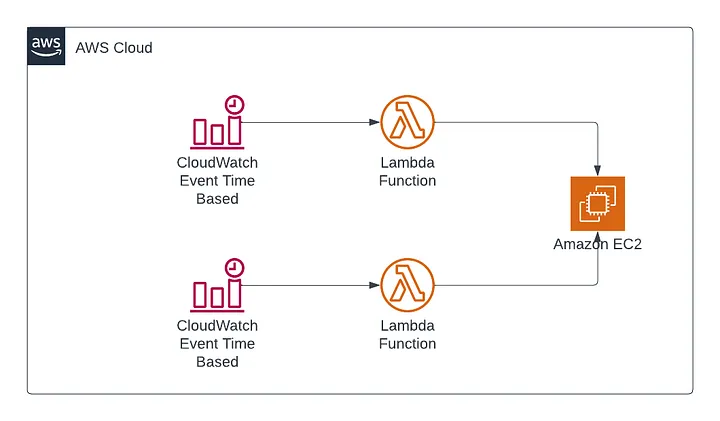 aws
AWS Cloud
CloudWatch
Event Time
Based
Lambda
Function
Amazon EC2
CloudWatch
Event Time
Based
Lambda
Function